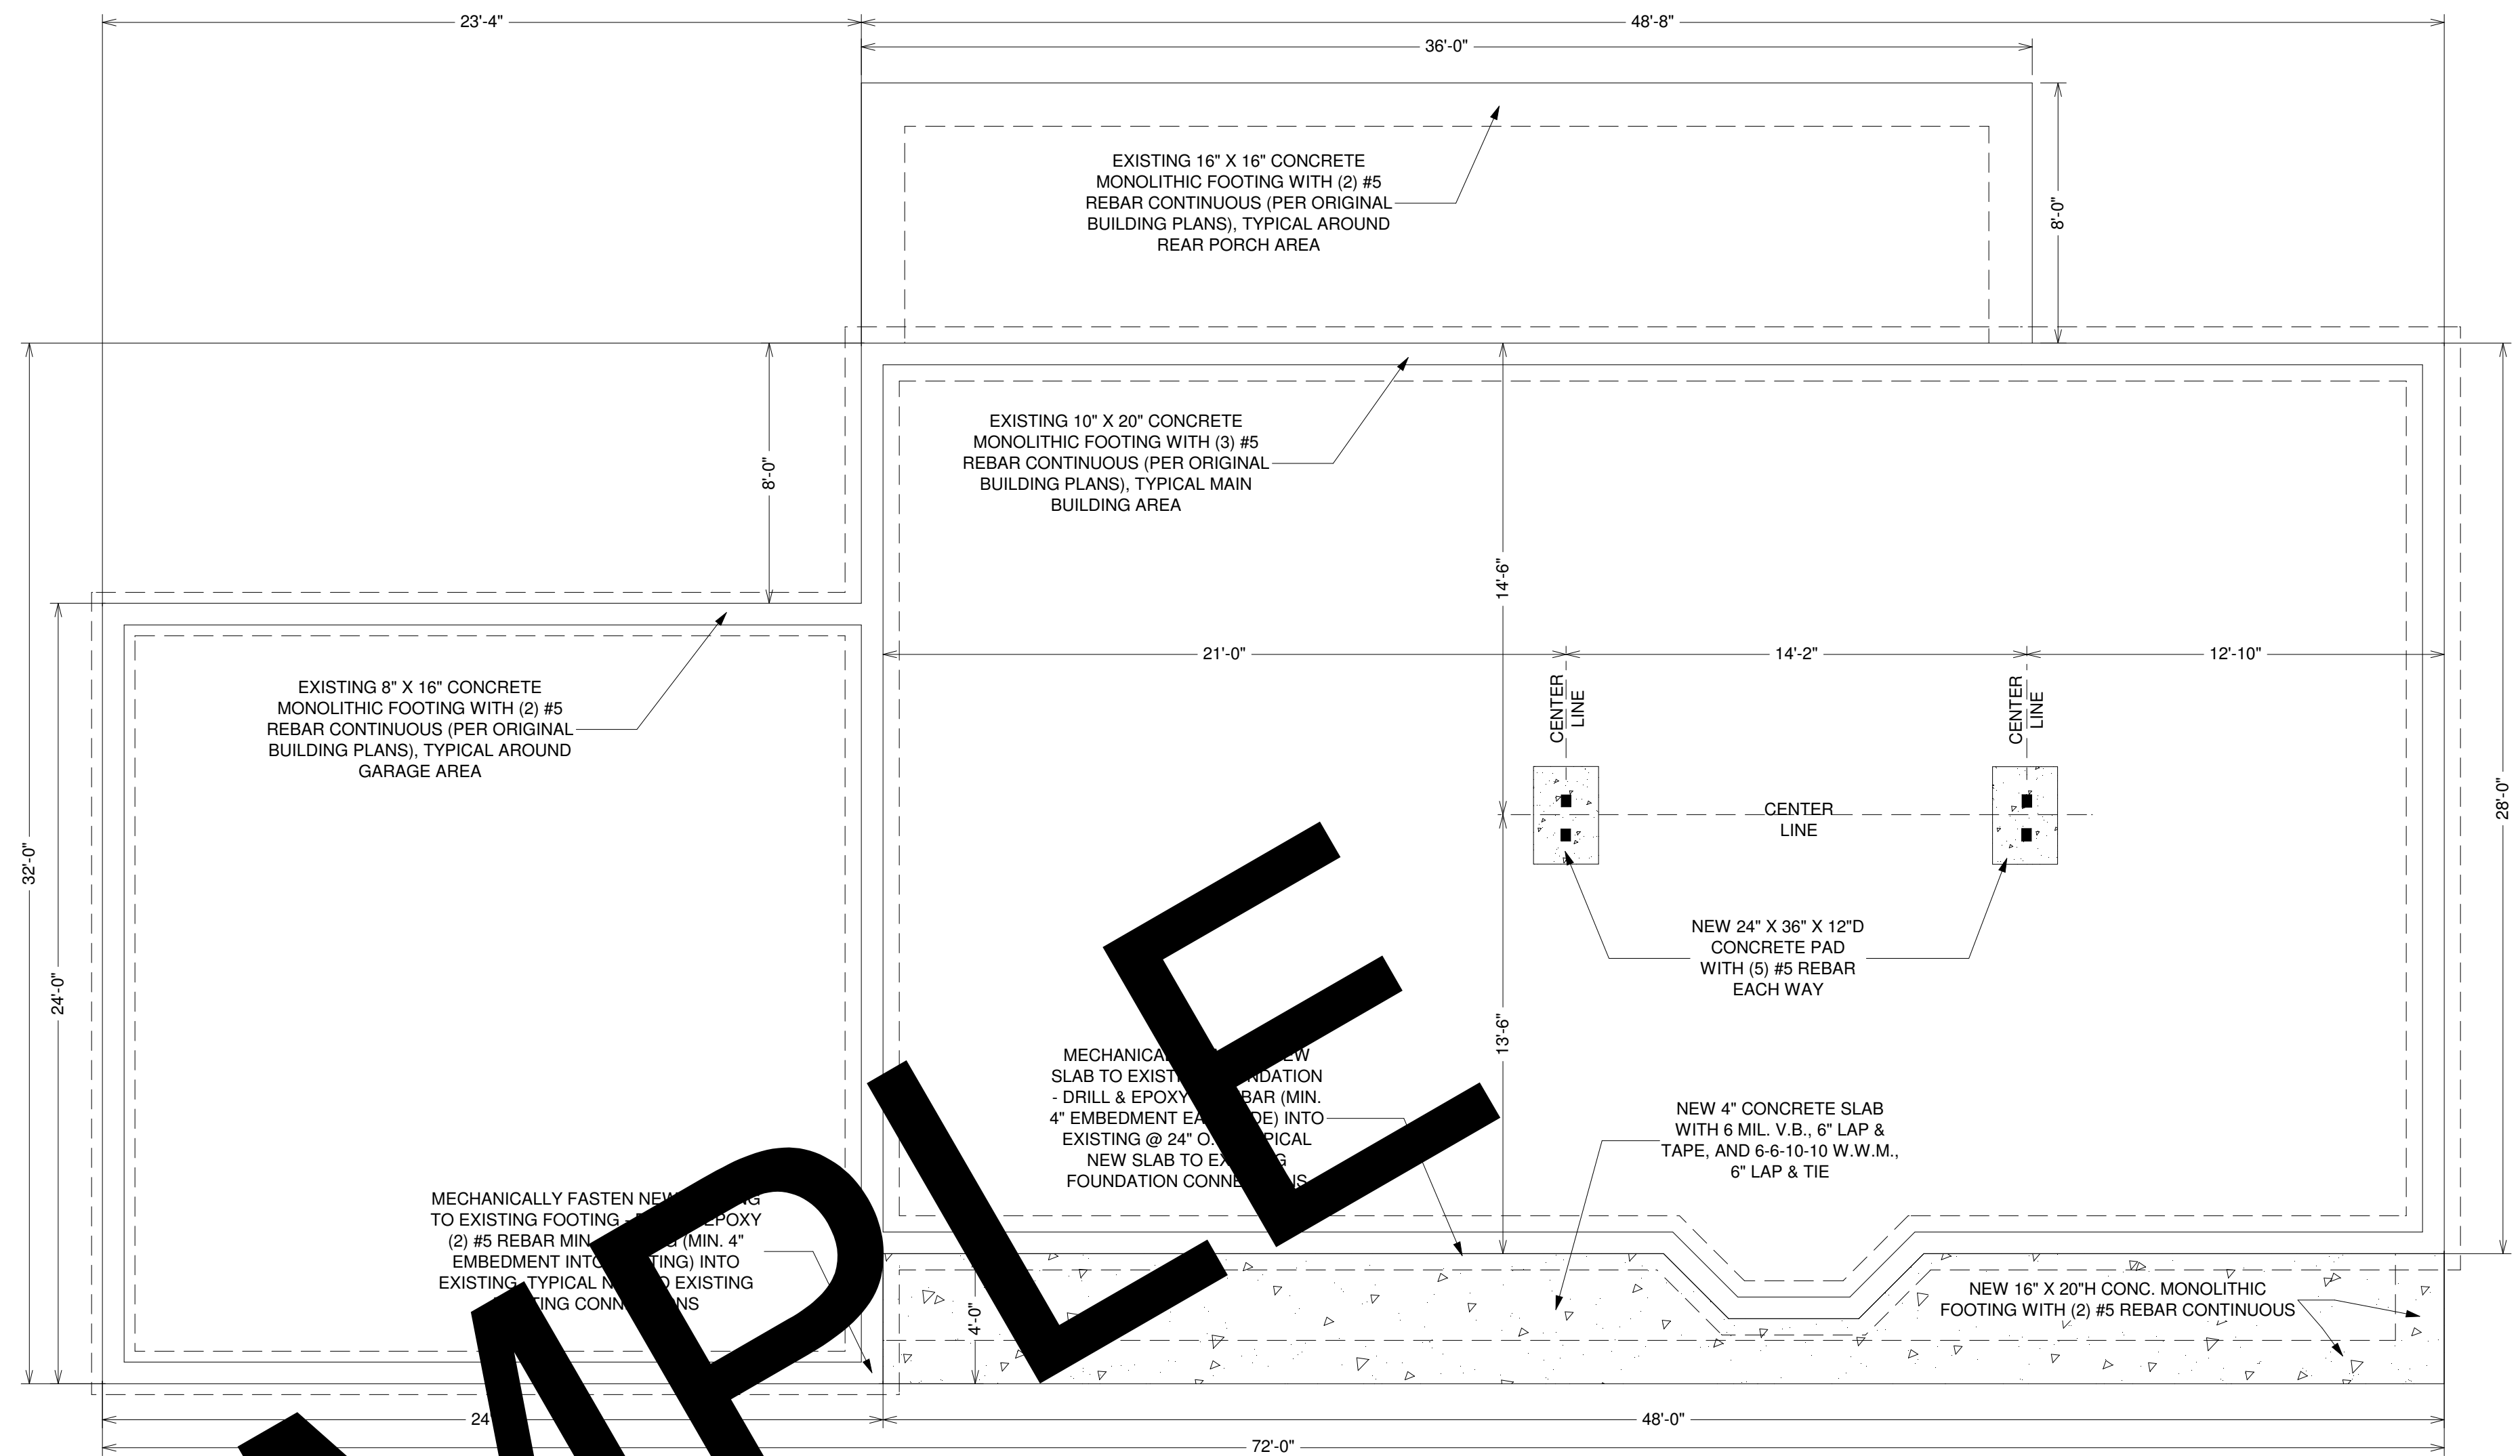 23'-4"
48'-8"
36'-0"
8'-0"
EXISTING 16" X 16" CONCRETE
MONOLITHIC FOOTING WITH (2) #5
REBAR CONTINUOUS (PER ORIGINAL
BUILDING PLANS), TYPICAL AROUND
REAR PORCH AREA
EXISTING 10" X 20" CONCRETE
MONOLITHIC FOOTING WITH (3) #5
REBAR CONTINUOUS (PER ORIGINAL
BUILDING PLANS), TYPICAL MAIN
BUILDING AREA
8'-0"
14'-6"
21'-0"
14'-2"
12'-10"
EXISTING 8" X 16" CONCRETE
MONOLITHIC FOOTING WITH (2) #5
REBAR CONTINUOUS (PER ORIGINAL
BUILDING PLANS), TYPICAL AROUND
GARAGE AREA
CENTER
LINE
CENTER
LINE
CENTER
LINE
32'-0"
24'-0"
28'-0"
NEW 24" X 36" X 12"D
CONCRETE PAD
WITH (5) #5 REBAR
EACH WAY
13'-6"
SLAB TO
- DRILL & EPOXY (MIN.
4" EMBEDMENT INTO
EXISTING @ 24"
NEW SLAB TO
FOUNDATION
NEW 4" CONCRETE SLAB
WITH 6 MIL. V.B., 6" LAP &
TAPE, AND 6-6-10-10 W.W.M.,
6" LAP & TIE
MECHANICALLY FASTEN
TO EXISTING FOOTING EPOXY
(2) #5 REBAR (MIN. 4"
EMBEDMENT INTO
EXISTING, TYPICAL EXISTING
4'-0"
NEW 16" X 20"H CONC. MONOLITHIC
FOOTING WITH (2) #5 REBAR CONTINUOUS
24
48'-0"
72'-0"
MPLE